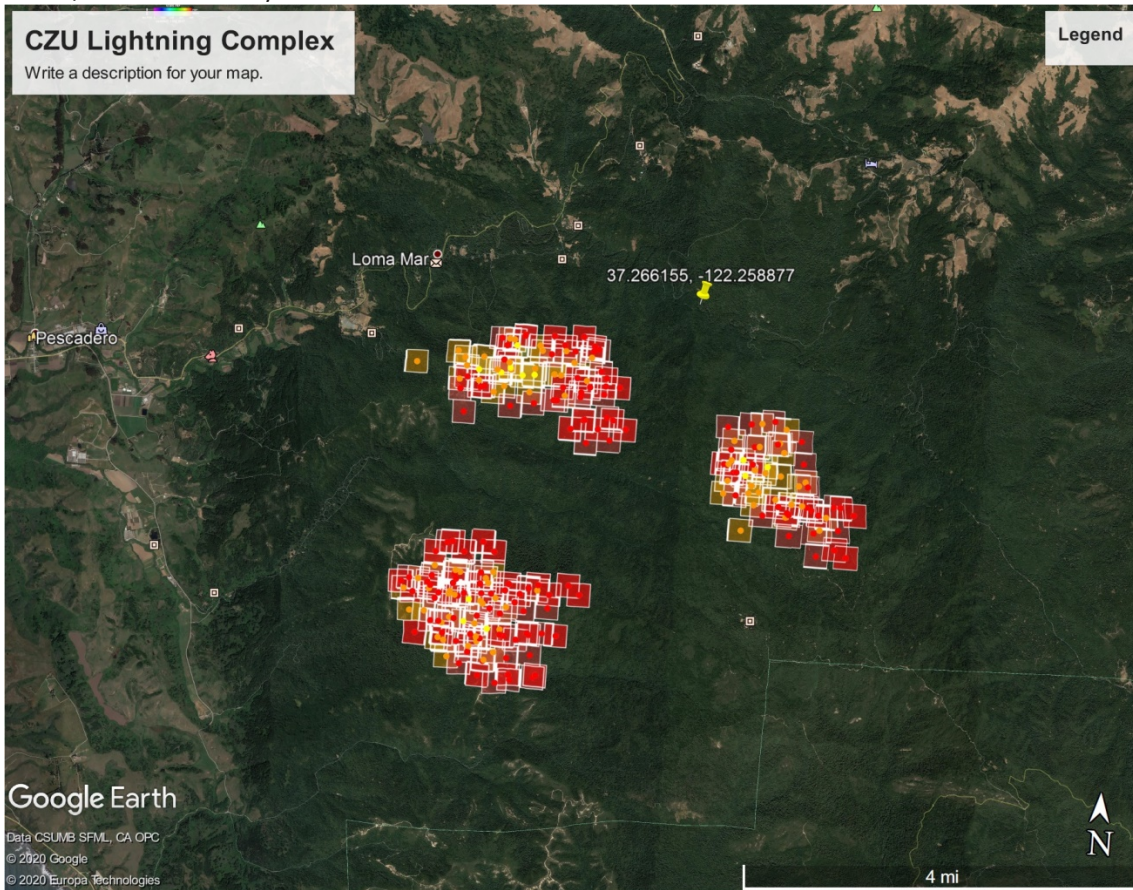 CZU Lightning Complex
Write a description for your map.
Legend
Loma Mar
37.266155, -122.258877
Pescadero
Google Earth
Data CSUMB SFML, CA OPC
© 2020 Google
© 2020 Europa Technologies
N
4 mi